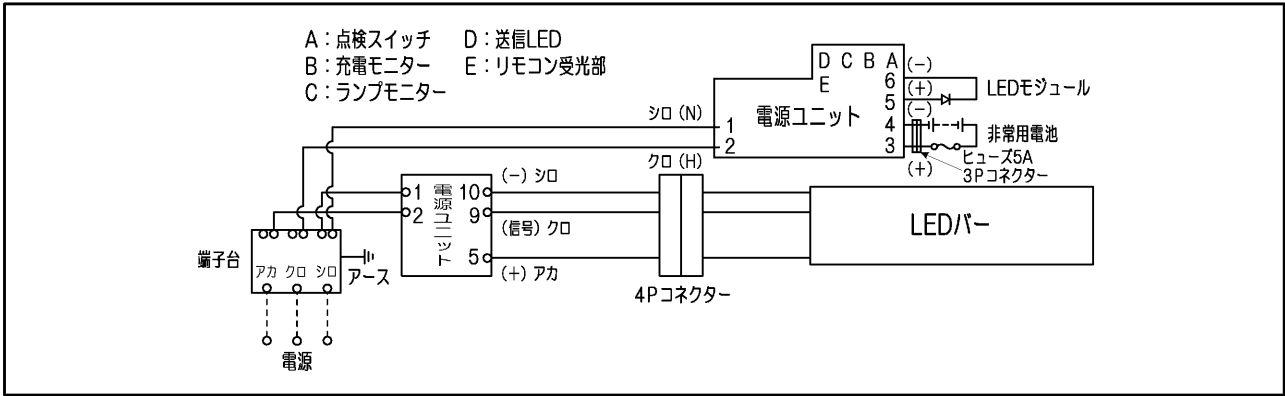 A：点検スイッチ　D：送信LED
B：充電モニター　E：リモコン受光部
C：ランプモニター
D C B A
E
電源ユニット
1
2
6
5
4
3
(-)
(+)
(-)
(+)
LEDモジュール
非常用電池
ヒューズ5A
3Pコネクター
シロ (N)
クロ (H)
1
2
電源ユニット
10
9
5
(-) シロ
(信号) クロ
(+) アカ
4Pコネクター
LEDバー
端子台
アカ クロ シロ
アース
電源